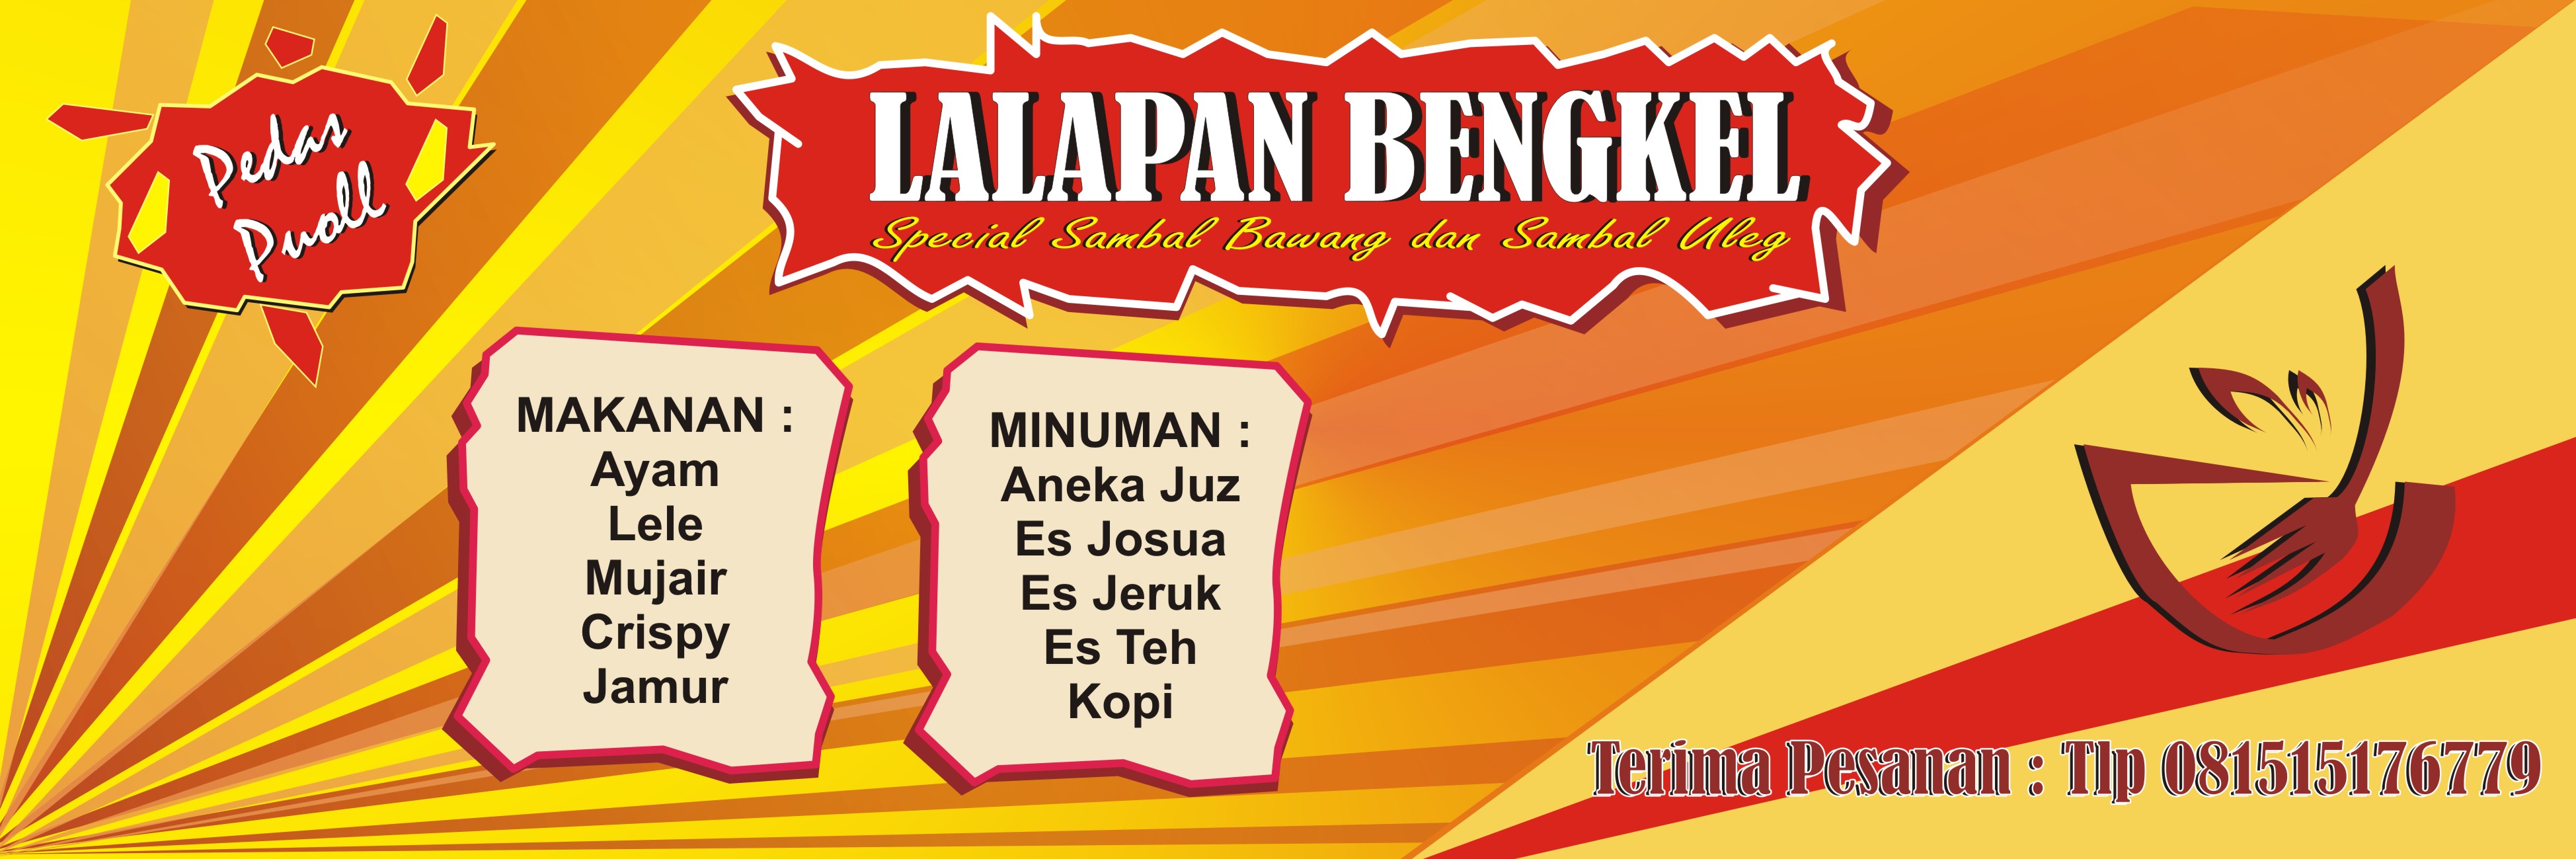 Pedas
Puoll
LALAPAN BENGKEL
Special Sambal Bawang dan Sambal Uleg
MAKANAN :
Ayam
Lele
Mujair
Crispy
Jamur
MINUMAN :
Aneka Juz
Es Josua
Es Jeruk
Es Teh
Kopi
Terima Pesanan : Tlp 081515176779